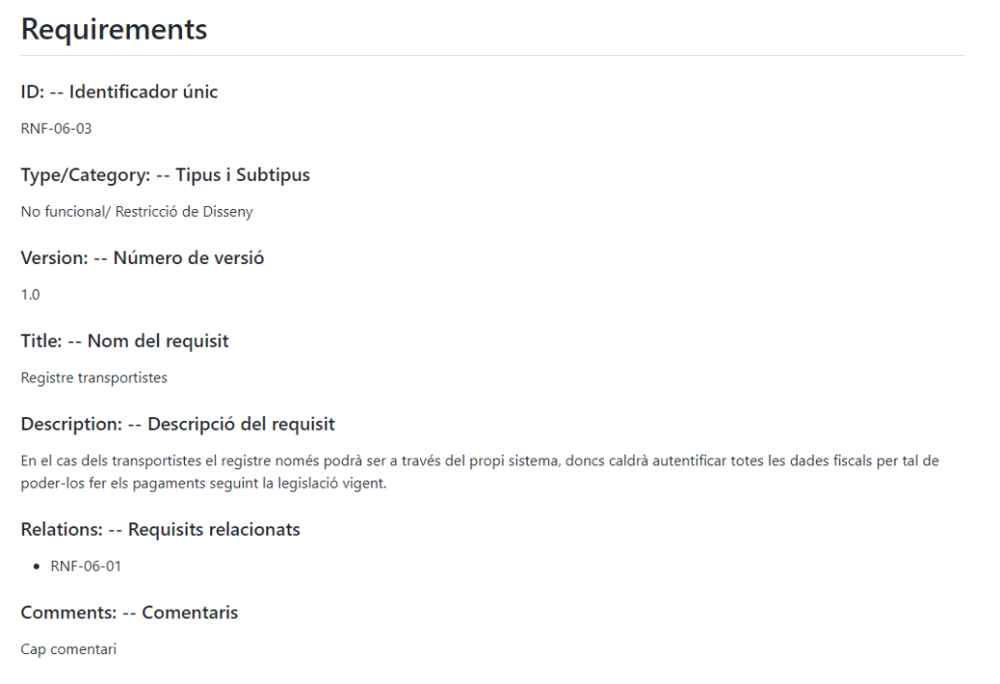 Requirements
ID: -- Identificador únic
RNF-06-03
Type/Category: -- Tipus i Subtipus
No funcional/ Restricció de Disseny
Version: -- Número de versió
1.0
Title: -- Nom del requisit
Registre transportistes
Description: -- Descripció del requisit
En el cas dels transportistes el registre només podrà ser a través del propi sistema, doncs caldrà autentificar totes les dades fiscals per tal de
poder-los fer els pagaments seguint la legislació vigent.
Relations: -- Requisits relacionats
• RNF-06-01
Comments: -- Comentaris
Cap comentari